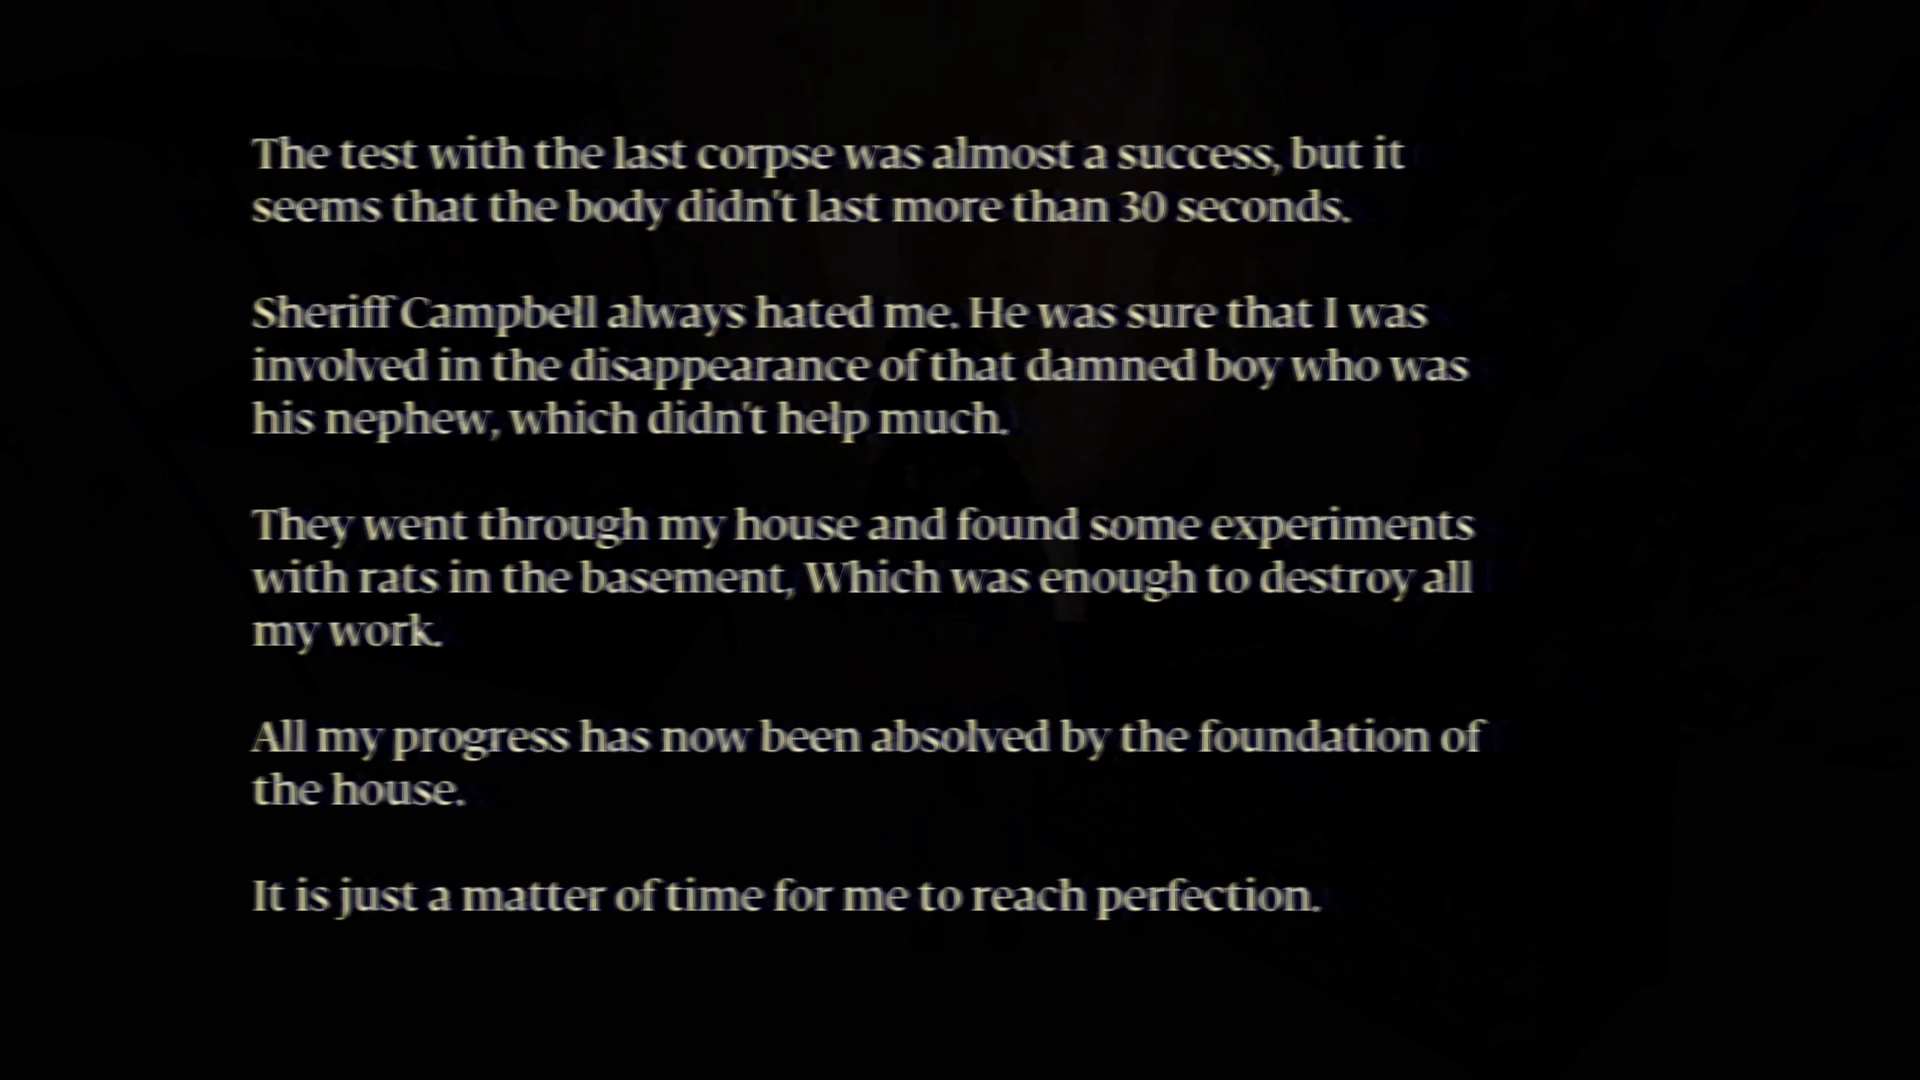 The test with the last corpse was almost a success, but it
seems that the body didn't last more than 30 seconds.
Sheriff Campbell always hated me. He was sure that I was
involved in the disappearance of that damned boy who was
his nephew, which didn't help much.
They went through my house and found some experiments
with rats in the basement, Which was enough to destroy all
my work.
All my progress has now been absolved by the foundation of
the house.
It is just a matter of time for me to reach perfection.